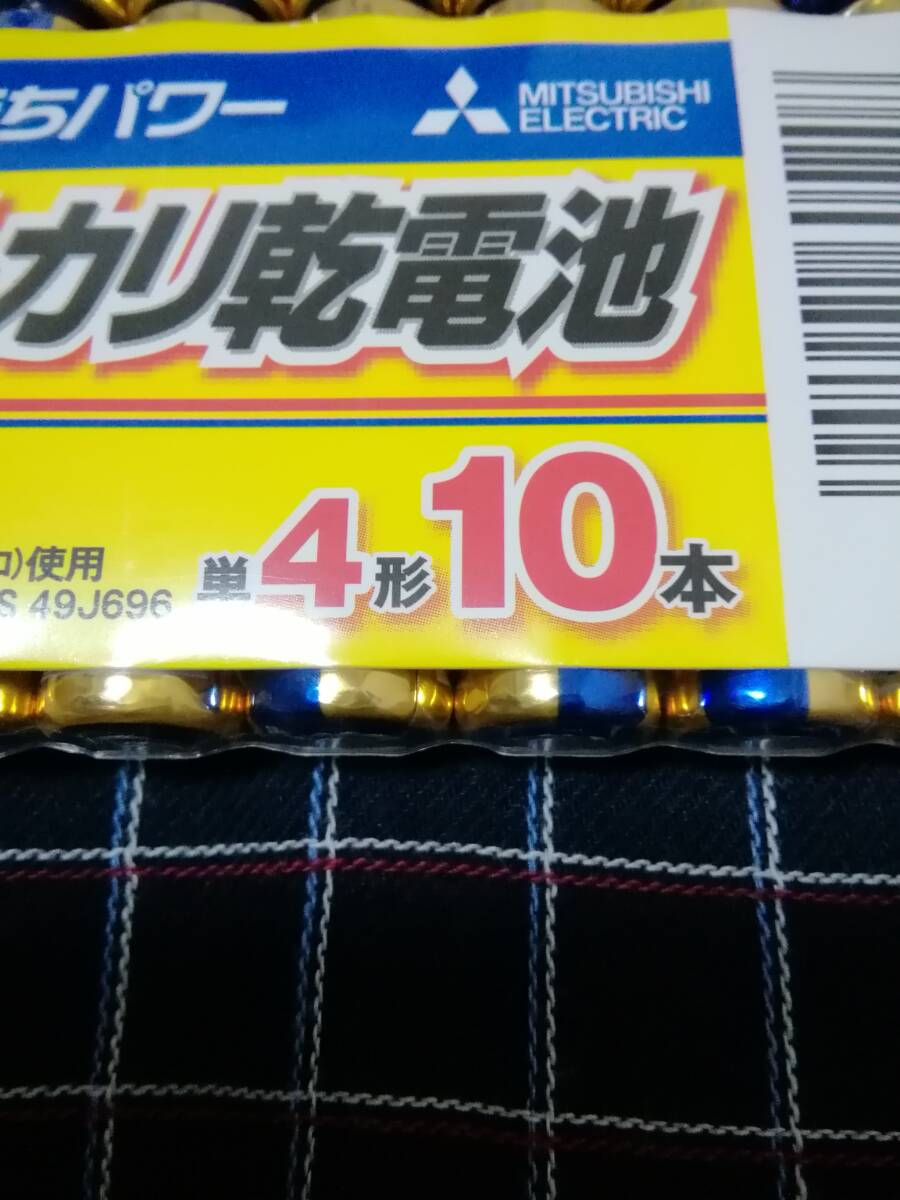 ちパワー
MITSUBISHI
ELECTRIC
カリ乾電池
)使用
単4形10本
S 49J696